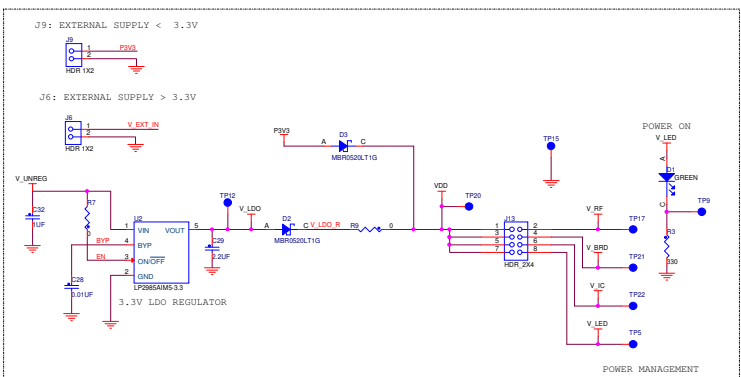 J9: EXTERNAL SUPPLY < 3.3V
J9
1
P3V3
2
HDR 1X2
J6: EXTERNAL SUPPLY > 3.3V
J6
1
V_EXT_IN
2
HDR 1X2
P3V3
A
D3
C
MBR0520LT1G
TP15
POWER ON
V_LED
A
D1
GREEN
C
TP9
R3
330
V_UNREG
C32
1UF
R7
0
U2
1
VIN
VOUT
5
BYP
4
BYP
EN
3
ON/OFF
2
GND
LP2985AIM5-3.3
C28
0.01UF
3.3V LDO REGULATOR
TP12
V_LDO
C29
2.2UF
A
D2
C
MBR0520LT1G
V_LDO_R
R9
0
VDD
TP20
J13
1
2
3
4
5
6
7
8
HDR_2X4
V_RF
TP17
V_BRD
TP21
V_IC
TP22
V_LED
TP5
POWER MANAGEMENT